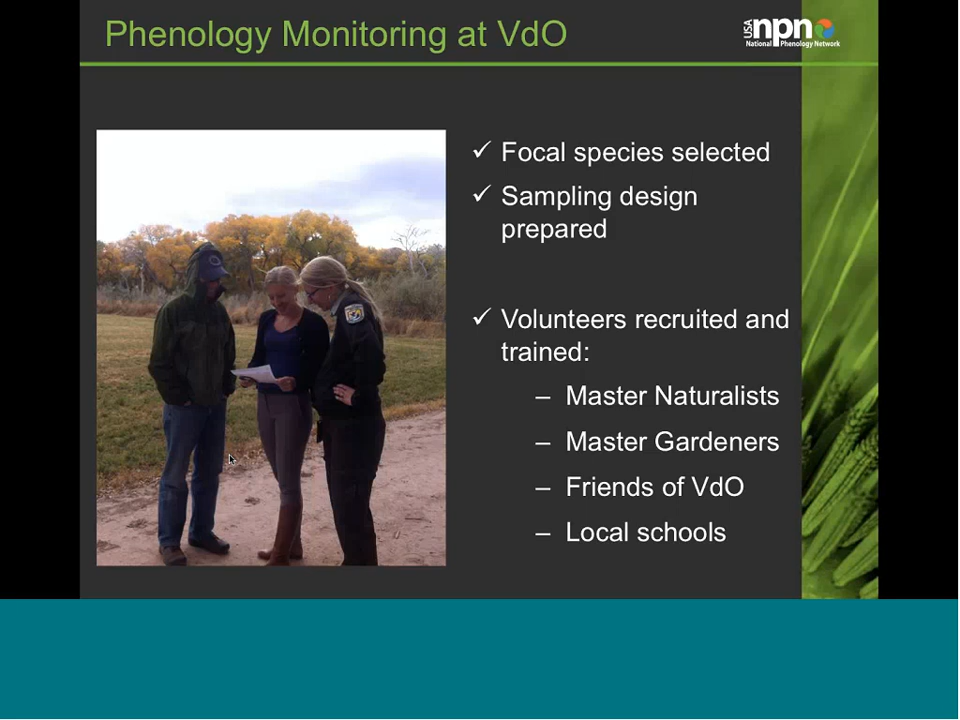 Phenology Monitoring at VdO
USA npn
National Phenology Network
✓ Focal species selected
✓ Sampling design
prepared
✓ Volunteers recruited and
trained:
– Master Naturalists
– Master Gardeners
– Friends of VdO
– Local schools